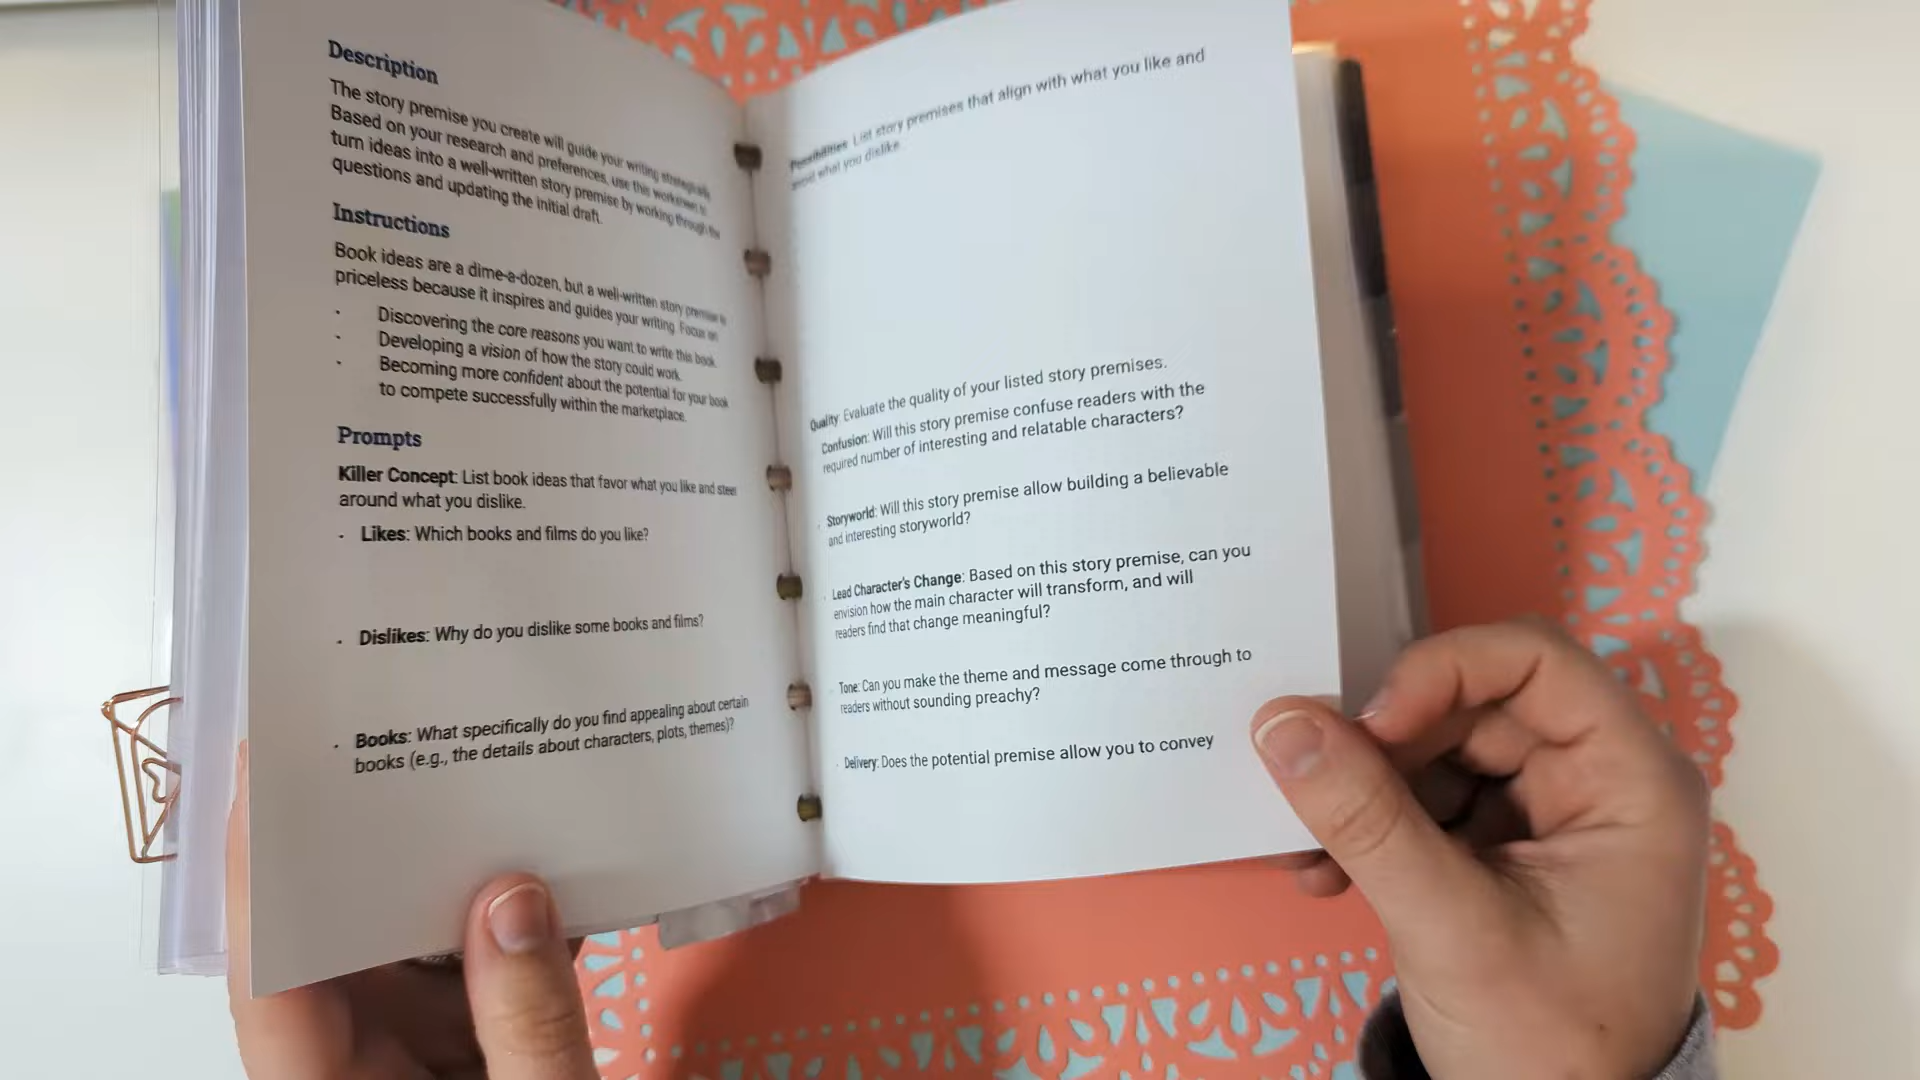 Description
The story premise you create will guide your writing strategically
Based on your research and preferences, use this worksheet to
turn ideas into a well-written story premise by working through the
questions and updating the initial draft.
Instructions
Book ideas are a dime-a-dozen, but a well-written story premise is
priceless because it inspires and guides your writing. Focus on
· Discovering the core reasons you want to write this book.
· Developing a vision of how the story could work.
· Becoming more confident about the potential for your book
to compete successfully within the marketplace.
Prompts
Killer Concept: List book ideas that favor what you like and steer
around what you dislike.
· Likes: Which books and films do you like?
· Dislikes: Why do you dislike some books and films?
· Books: What specifically do you find appealing about certain
books (e.g., the details about characters, plots, themes)?
Possibilities: List story premises that align with what you like and
avoid what you dislike.
Quality: Evaluate the quality of your listed story premises.
Confusion: Will this story premise confuse readers with the
required number of interesting and relatable characters?
· Storyworld: Will this story premise allow building a believable
and interesting storyworld?
· Lead Character's Change: Based on this story premise, can you
envision how the main character will transform, and will
readers find that change meaningful?
· Tone: Can you make the theme and message come through to
readers without sounding preachy?
· Delivery: Does the potential premise allow you to convey